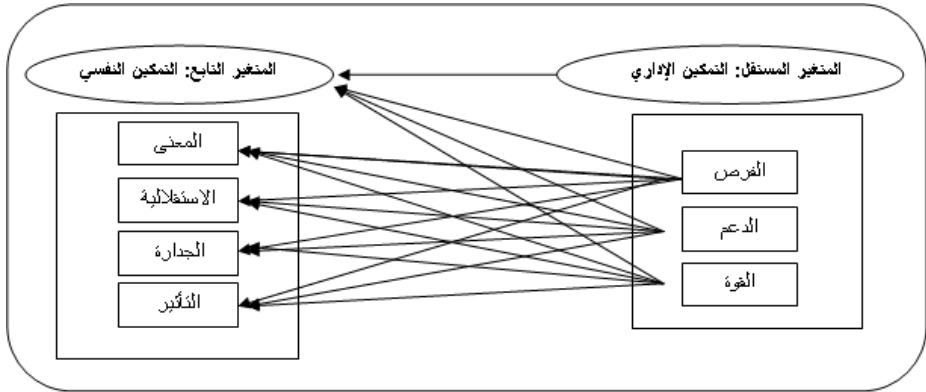 المتغير المستقل: التمكين الإداري
المتغير التابع: التمكين النفسي
الفرص
الدعم
القوة
المعنى
الاستقلالية
الجدارة
التأثير